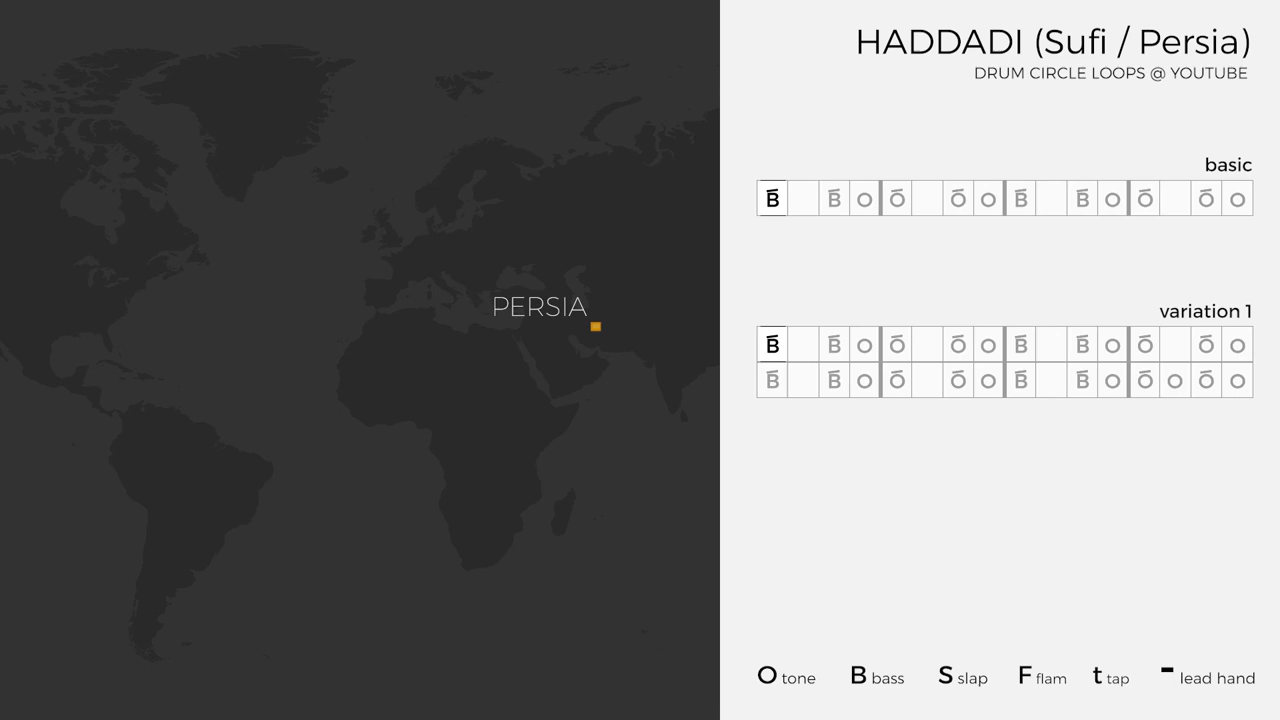 HADDADI (Sufi / Persia)
DRUM CIRCLE LOOPS @ YOUTUBE
PERSIA
basic
B̄ B̄ O Ō Ō O B̄ B̄ O Ō Ō O
variation 1
B̄ B̄ O Ō Ō O B̄ B̄ O Ō Ō O
B̄ B̄ O Ō Ō O B̄ B̄ O Ō O Ō O
O tone B bass S slap F flam t tap - lead hand